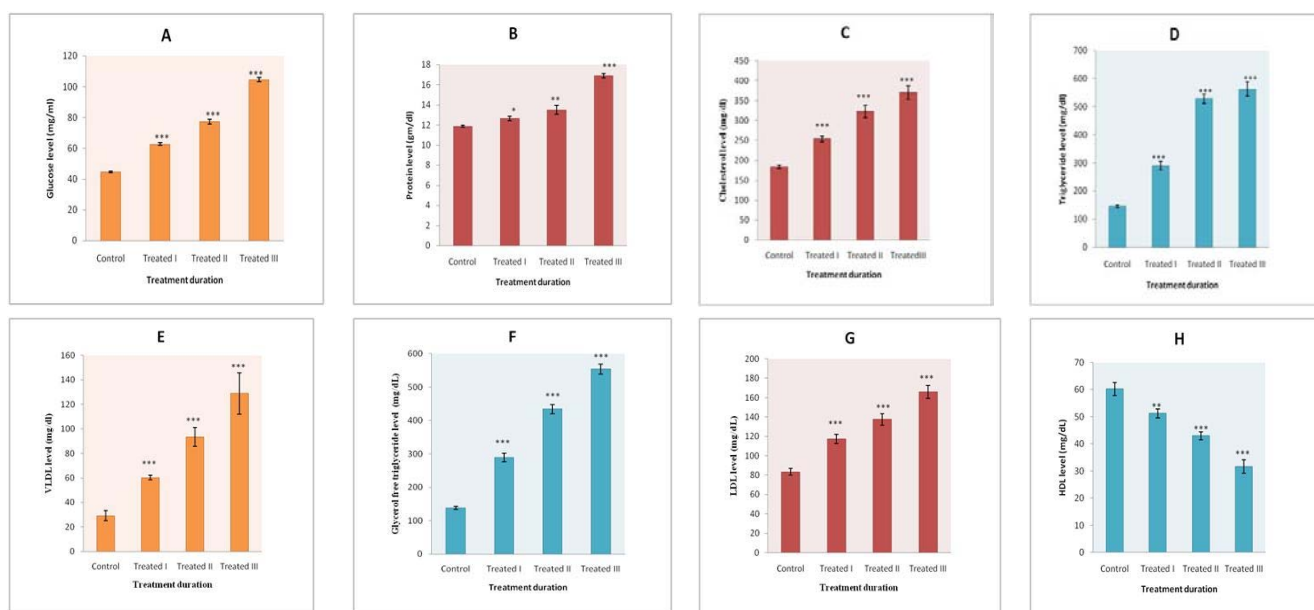 A
Glucose level (mg/ml)
120
100
80
60
40
20
0
***
***
***
Control Treated I Treated II Treated III
Treatment duration
B
Protein level (gm/dl)
18
16
14
12
10
8
6
4
2
0
*
**
***
Control Treated I Treated II Treated III
Treatment duration
C
Cholesterol level (mg/dl)
450
400
350
300
250
200
150
100
50
0
***
***
***
Control Treated I Treated II TreatedIII
Treatment duration
D
Triglyceride level (mg/dl)
700
600
500
400
300
200
100
0
***
***
***
Control Treated I Treated II Treated III
Treatment duration
E
VLDL level (mg/dl)
160
140
120
100
80
60
40
20
0
***
***
***
Control Treated I Treated II Treated III
Treatment duration
F
Glycerol free triglyceride level (mg/dL)
600
500
400
300
200
100
0
***
***
***
Control Treated I Treated II Treated III
Treatment duration
G
LDL level (mg/dL)
200
180
160
140
120
100
80
60
40
20
0
***
***
***
Control Treated I Treated II Treated III
Treatment duration
H
HDL level (mg/dL)
70
60
50
40
30
20
10
0
**
***
***
Control Treated I Treated II Treated III
Treatment duration